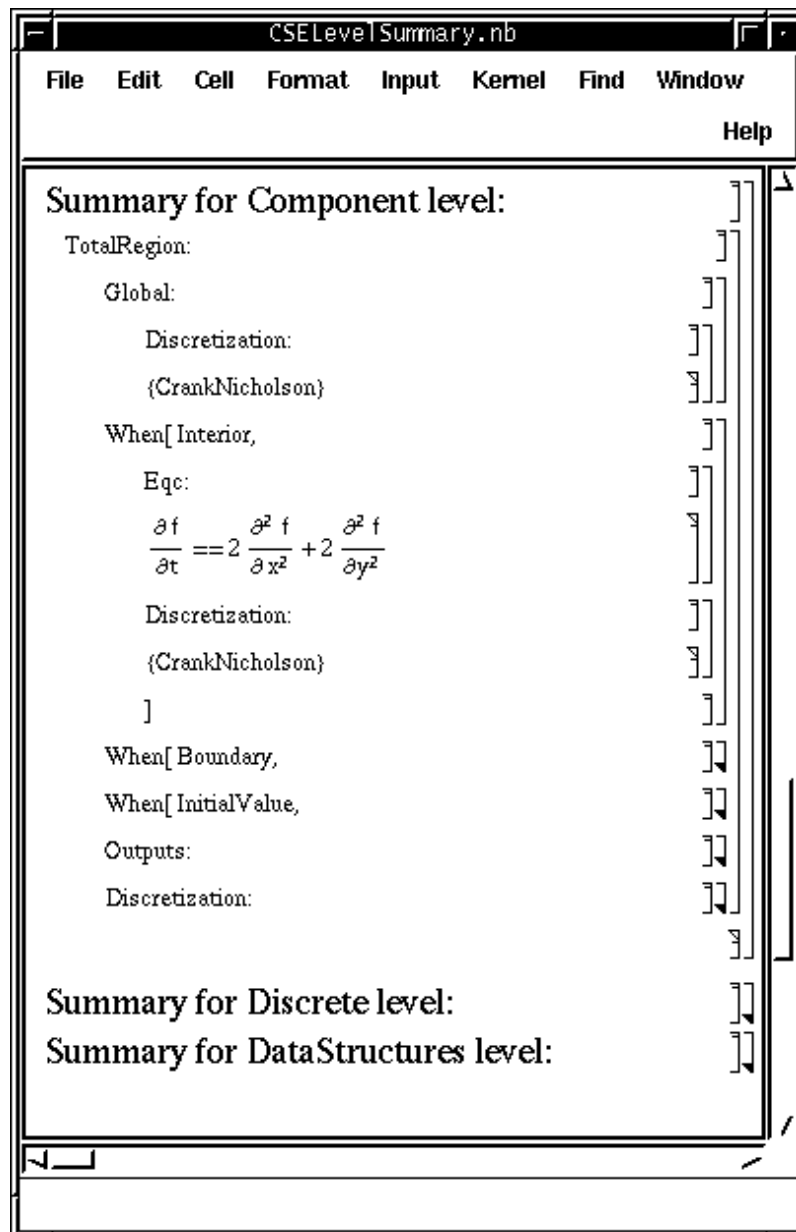 CSELevelSummary.nb
File Edit Cell Format Input Kernel Find Window
Help
Summary for Component level:
TotalRegion:
Global:
Discretization:
{CrankNicholson}
When[ Interior,
Eqc:
∂f/∂t == 2 ∂² f/∂x² + 2 ∂² f/∂y²
Discretization:
{CrankNicholson}
]
When[ Boundary,
When[ InitialValue,
Outputs:
Discretization:
Summary for Discrete level:
Summary for DataStructures level: